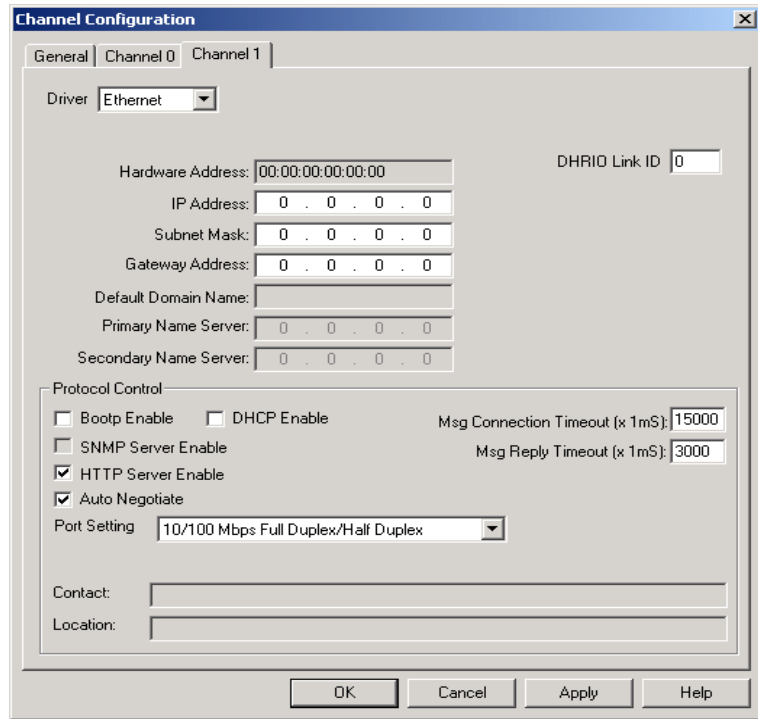 Channel Configuration
General Channel 0 Channel 1
Driver Ethernet
DHRIO Link ID 0
Hardware Address: 00:00:00:00:00:00
IP Address: 0 . 0 . 0 . 0
Subnet Mask: 0 . 0 . 0 . 0
Gateway Address: 0 . 0 . 0 . 0
Default Domain Name:
Primary Name Server: 0 . 0 . 0 . 0
Secondary Name Server: 0 . 0 . 0 . 0
Protocol Control
Bootp Enable DHCP Enable Msg Connection Timeout (x 1mS): 15000
SNMP Server Enable Msg Reply Timeout (x 1mS): 3000
HTTP Server Enable
Auto Negotiate
Port Setting 10/100 Mbps Full Duplex/Half Duplex
Contact:
Location:
OK Cancel Apply Help